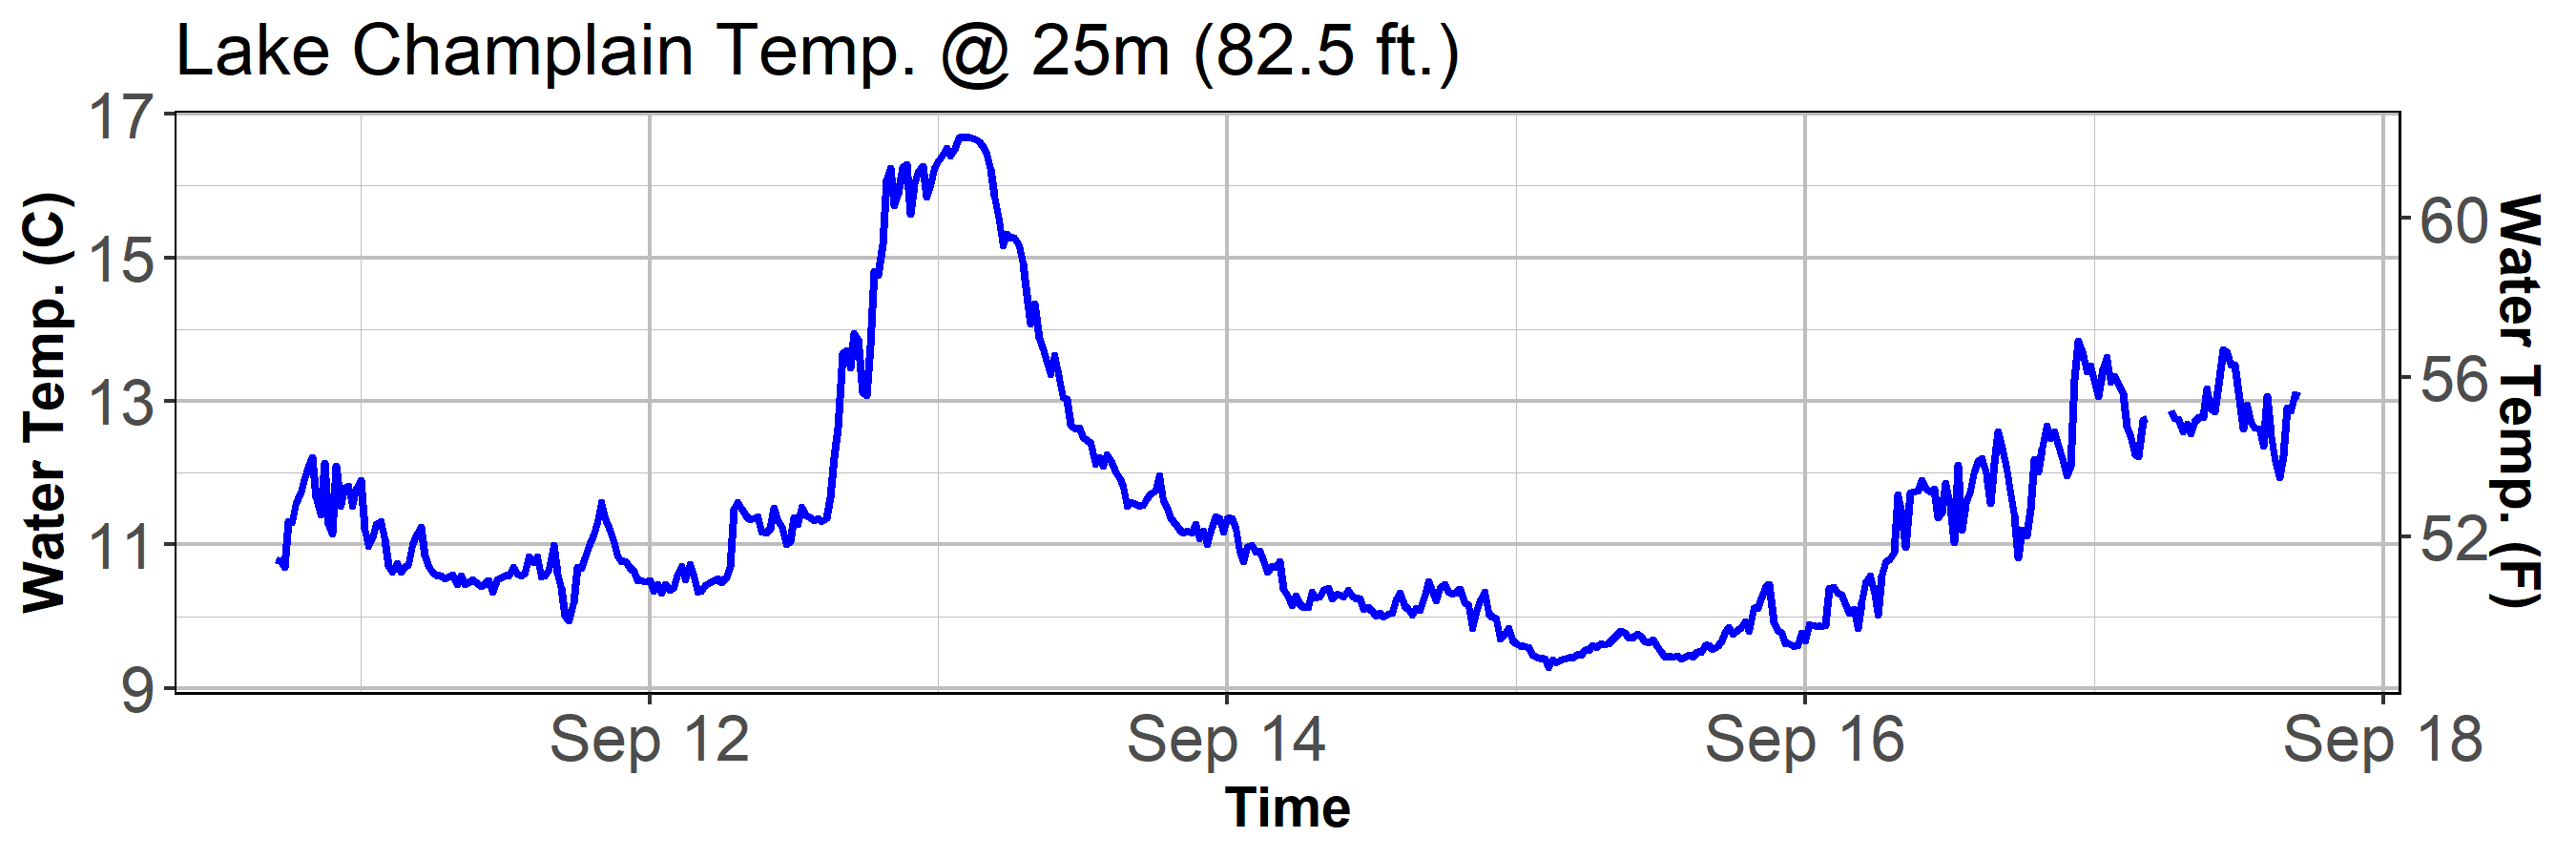 Lake Champlain Temp. @ 25m (82.5 ft.)
Water Temp. (C)
17
15
13
11
9
60
56
52
Water Temp. (F)
Sep 12
Sep 14
Sep 16
Sep 18
Time